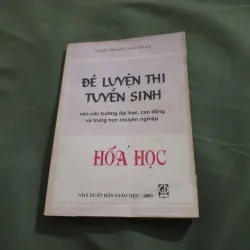 ĐỀ LUYỆN THI
TUYỂN SINH
vào các trường đại học, cao đẳng
và trung học chuyên nghiệp
HÓA HỌC
NHÀ XUẤT BẢN GIÁO DỤC - 2001